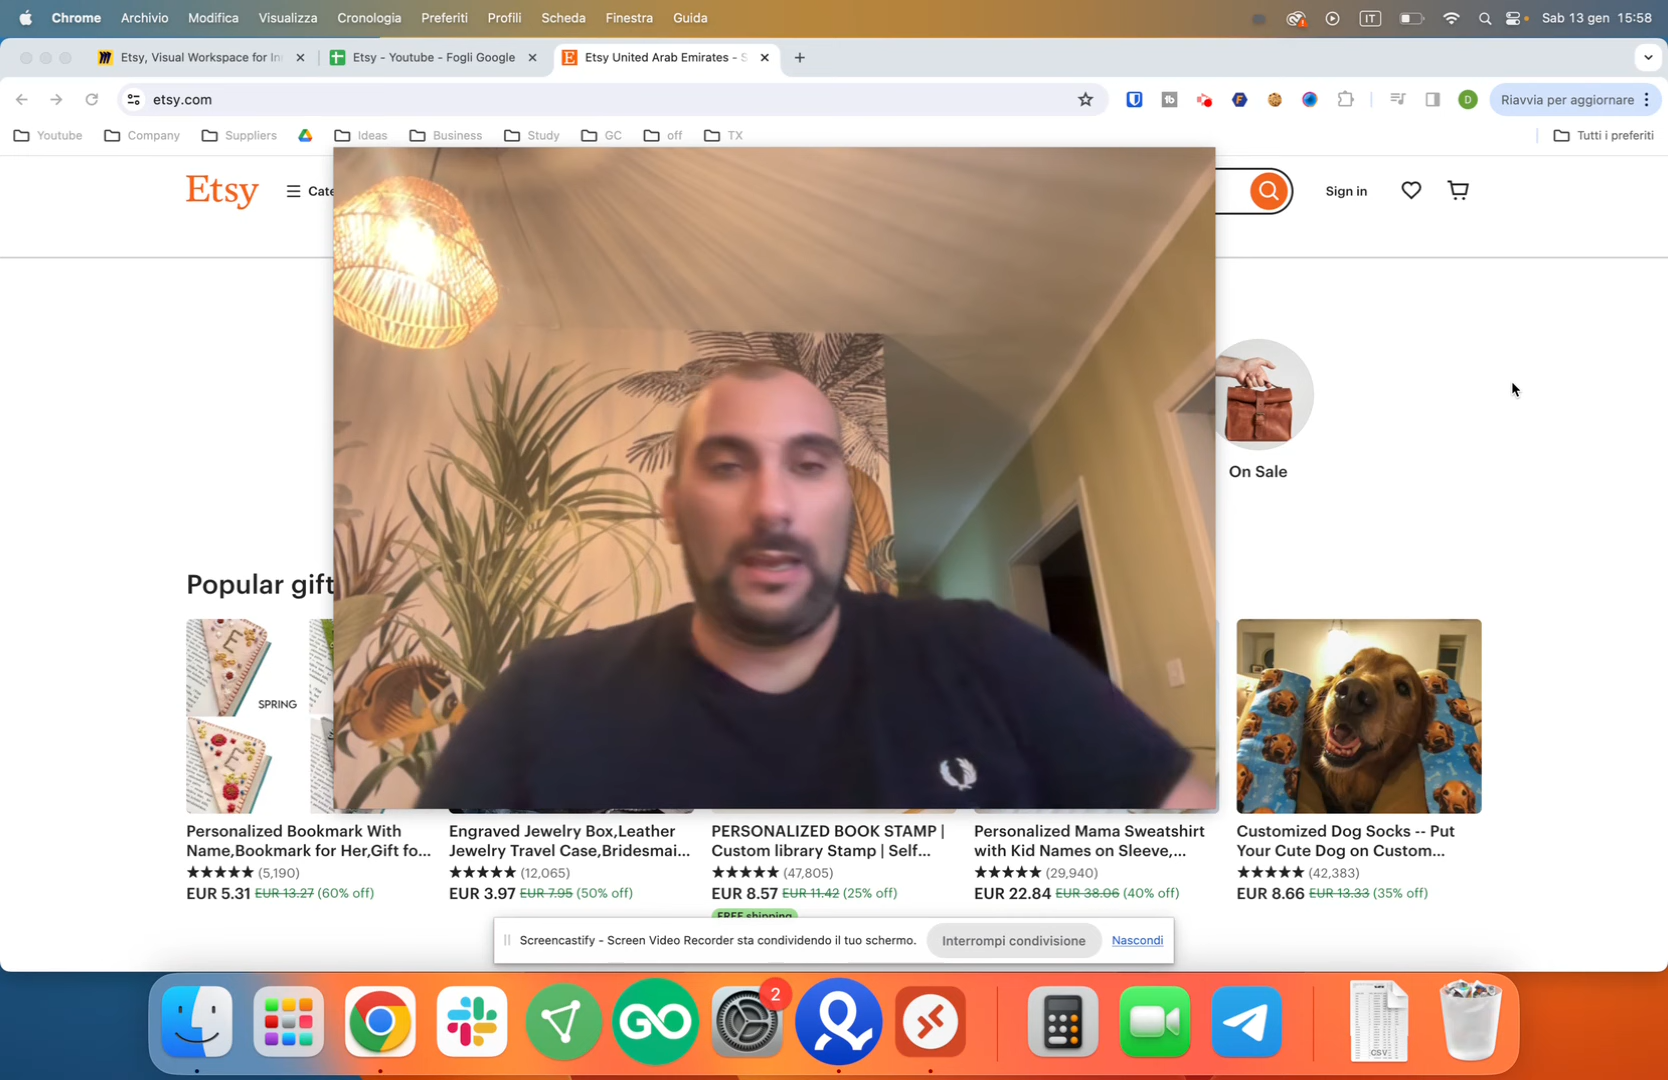 Chrome Archivio Modifica Visualizza Cronologia Preferiti Profili Scheda Finestra Guida IT Sab 13 gen 15:58
Etsy, Visual Workspace for Inn Etsy - Youtube - Fogli Google Etsy United Arab Emirates - S
etsy.com fb F D Riavvia per aggiornare
Youtube Company Suppliers Ideas Business Study GC off TX Tutti i preferiti
Etsy Cate Sign in
On Sale
Popular gift
SPRING
Personalized Bookmark With
Name,Bookmark for Her,Gift fo...
(5,190)
EUR 5.31 EUR 13.27 (60% off)
Engraved Jewelry Box,Leather
Jewelry Travel Case,Bridesmai...
(12,065)
EUR 3.97 EUR 7.95 (50% off)
PERSONALIZED BOOK STAMP |
Custom library Stamp | Self...
(47,805)
EUR 8.57 EUR 11.42 (25% off)
FREE shipping
Personalized Mama Sweatshirt
with Kid Names on Sleeve,...
(29,940)
EUR 22.84 EUR 38.06 (40% off)
Customized Dog Socks -- Put
Your Cute Dog on Custom...
(42,383)
EUR 8.66 EUR 13.33 (35% off)
Screencastify - Screen Video Recorder sta condividendo il tuo schermo. Interrompi condivisione Nascondi
2
GO
CSV